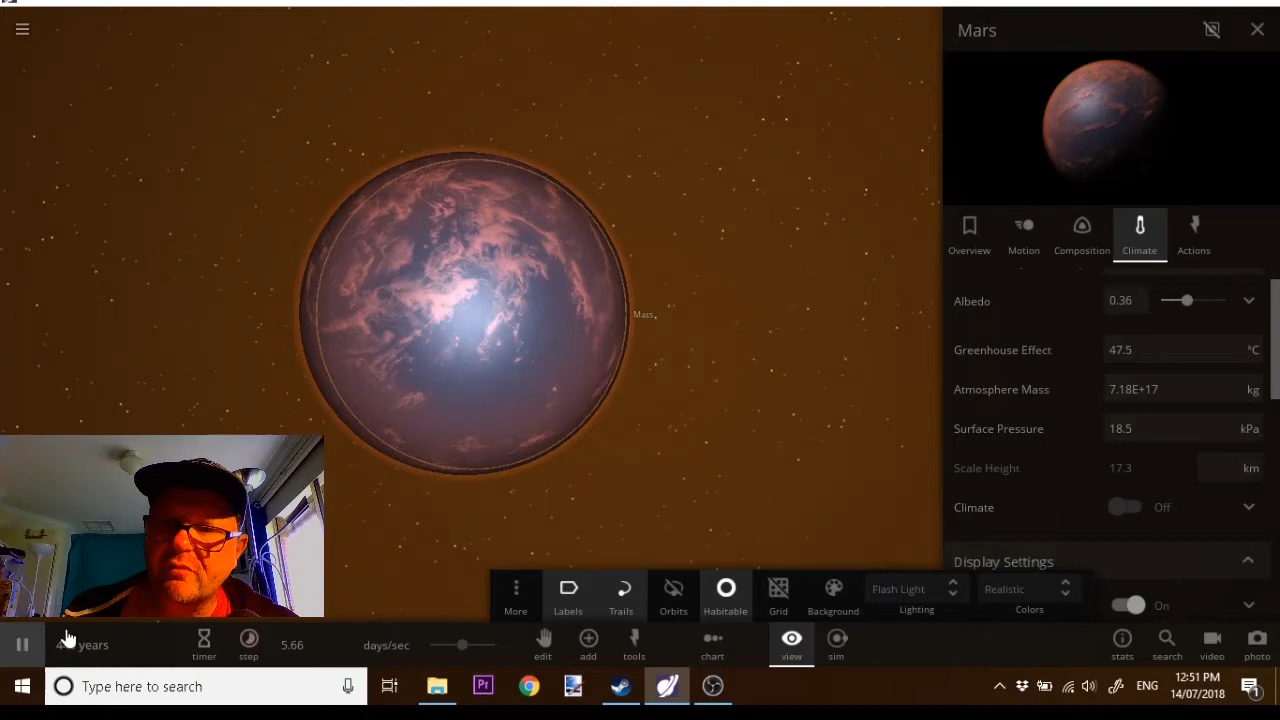 Mars
Overview
Motion
Composition
Climate
Actions
Albedo
0.36
Greenhouse Effect
47.5
°C
Atmosphere Mass
7.18E+17
kg
Mars
Surface Pressure
18.5
kPa
Scale Height
17.3
km
Climate
Off
Display Settings
On
More
Labels
Trails
Orbits
Habitable
Grid
Background
Flash Light
Lighting
Realistic
Colors
years
timer
step
5.66
days/sec
edit
add
tools
chart
view
sim
stats
search
video
photo
Type here to search
Pr
ENG
12:51 PM
14/07/2018
1